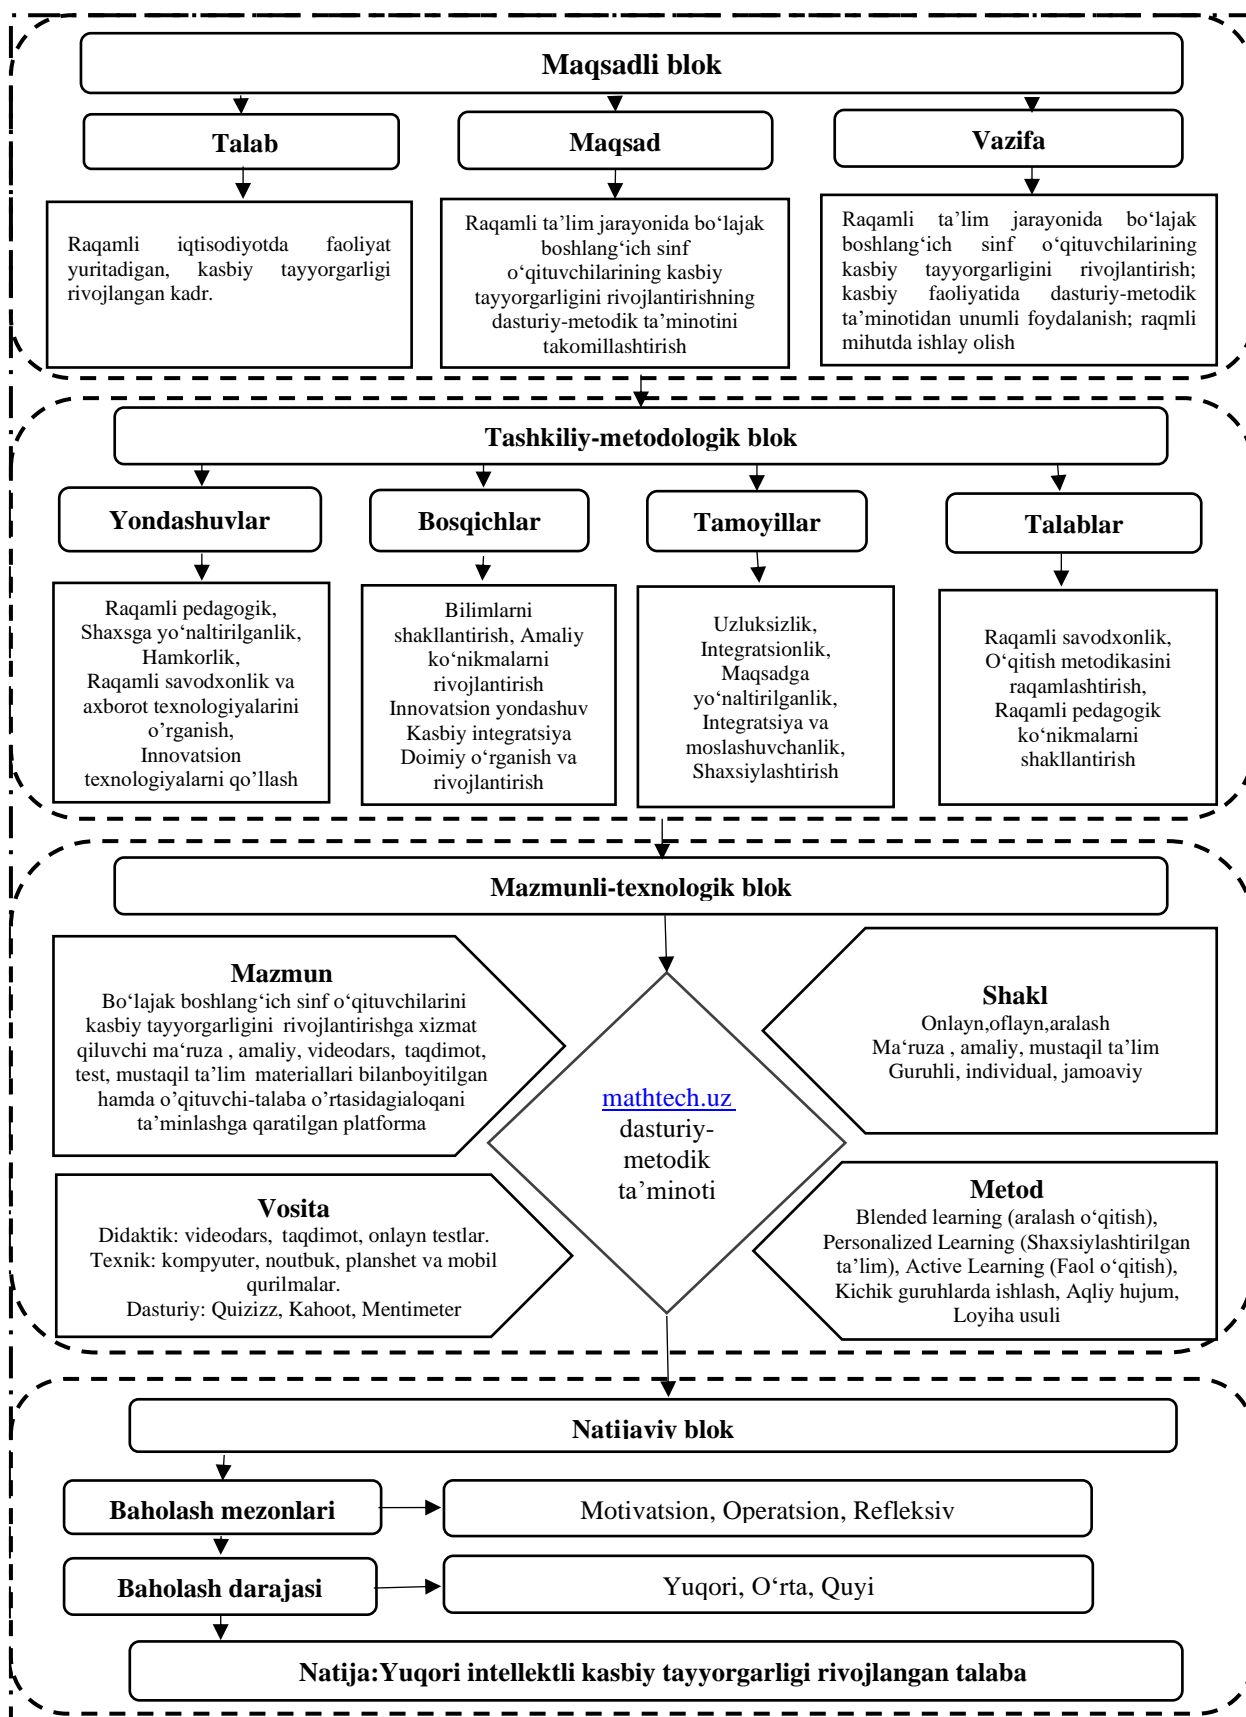 Maqsadli blok
Talab
Maqsad
Vazifa
Raqamli iqtisodiyotda faoliyat
yuritadigan, kasbiy tayyorgarligi
rivojlangan kadr.
Raqamli ta’lim jarayonida bo‘lajak
boshlang‘ich sinf
o‘qituvchilarining kasbiy
tayyorgarligini rivojlantirishning
dasturiy-metodik ta’minotini
takomillashtirish
Raqamli ta’lim jarayonida bo‘lajak
boshlang‘ich sinf o‘qituvchilarining
kasbiy tayyorgarligini rivojlantirish;
kasbiy faoliyatida dasturiy-metodik
ta’minotidan unumli foydalanish; raqmli
mihutda ishlay olish
Tashkiliy-metodologik blok
Yondashuvlar
Bosqichlar
Tamoyillar
Talablar
Raqamli pedagogik,
Shaxsga yo‘naltirilganlik,
Hamkorlik,
Raqamli savodxonlik va
axborot texnologiyalarini
o’rganish,
Innovatsion
texnologiyalarni qo’llash
Bilimlarni
shakllantirish, Amaliy
ko‘nikmalarni
rivojlantirish
Innovatsion yondashuv
Kasbiy integratsiya
Doimiy o‘rganish va
rivojlantirish
Uzluksizlik,
Integratsionlik,
Maqsadga
yo‘naltirilganlik,
Integratsiya va
moslashuvchanlik,
Shaxsiylashtirish
Raqamli savodxonlik,
O‘qitish metodikasini
raqamlashtirish,
Raqamli pedagogik
ko‘nikmalarni
shakllantirish
Mazmunli-texnologik blok
Mazmun
Bo‘lajak boshlang‘ich sinf o‘qituvchilarini
kasbiy tayyorgarligini rivojlantirishga xizmat
qiluvchi ma‘ruza , amaliy, videodars, taqdimot,
test, mustaqil ta’lim materiallari bilanboyitilgan
hamda o’qituvchi-talaba o’rtasidagialoqani
ta’minlashga qaratilgan platforma
Shakl
Onlayn,oflayn,aralash
Ma‘ruza , amaliy, mustaqil ta’lim
Guruhli, individual, jamoaviy
mathtech.uz
dasturiy-
metodik
ta’minoti
Vosita
Didaktik: videodars, taqdimot, onlayn testlar.
Texnik: kompyuter, noutbuk, planshet va mobil
qurilmalar.
Dasturiy: Quizizz, Kahoot, Mentimeter
Metod
Blended learning (aralash o‘qitish),
Personalized Learning (Shaxsiylashtirilgan
ta’lim), Active Learning (Faol o‘qitish),
Kichik guruhlarda ishlash, Aqliy hujum,
Loyiha usuli
Natijaviy blok
Baholash mezonlari
Motivatsion, Operatsion, Refleksiv
Baholash darajasi
Yuqori, O‘rta, Quyi
Natija:Yuqori intellektli kasbiy tayyorgarligi rivojlangan talaba